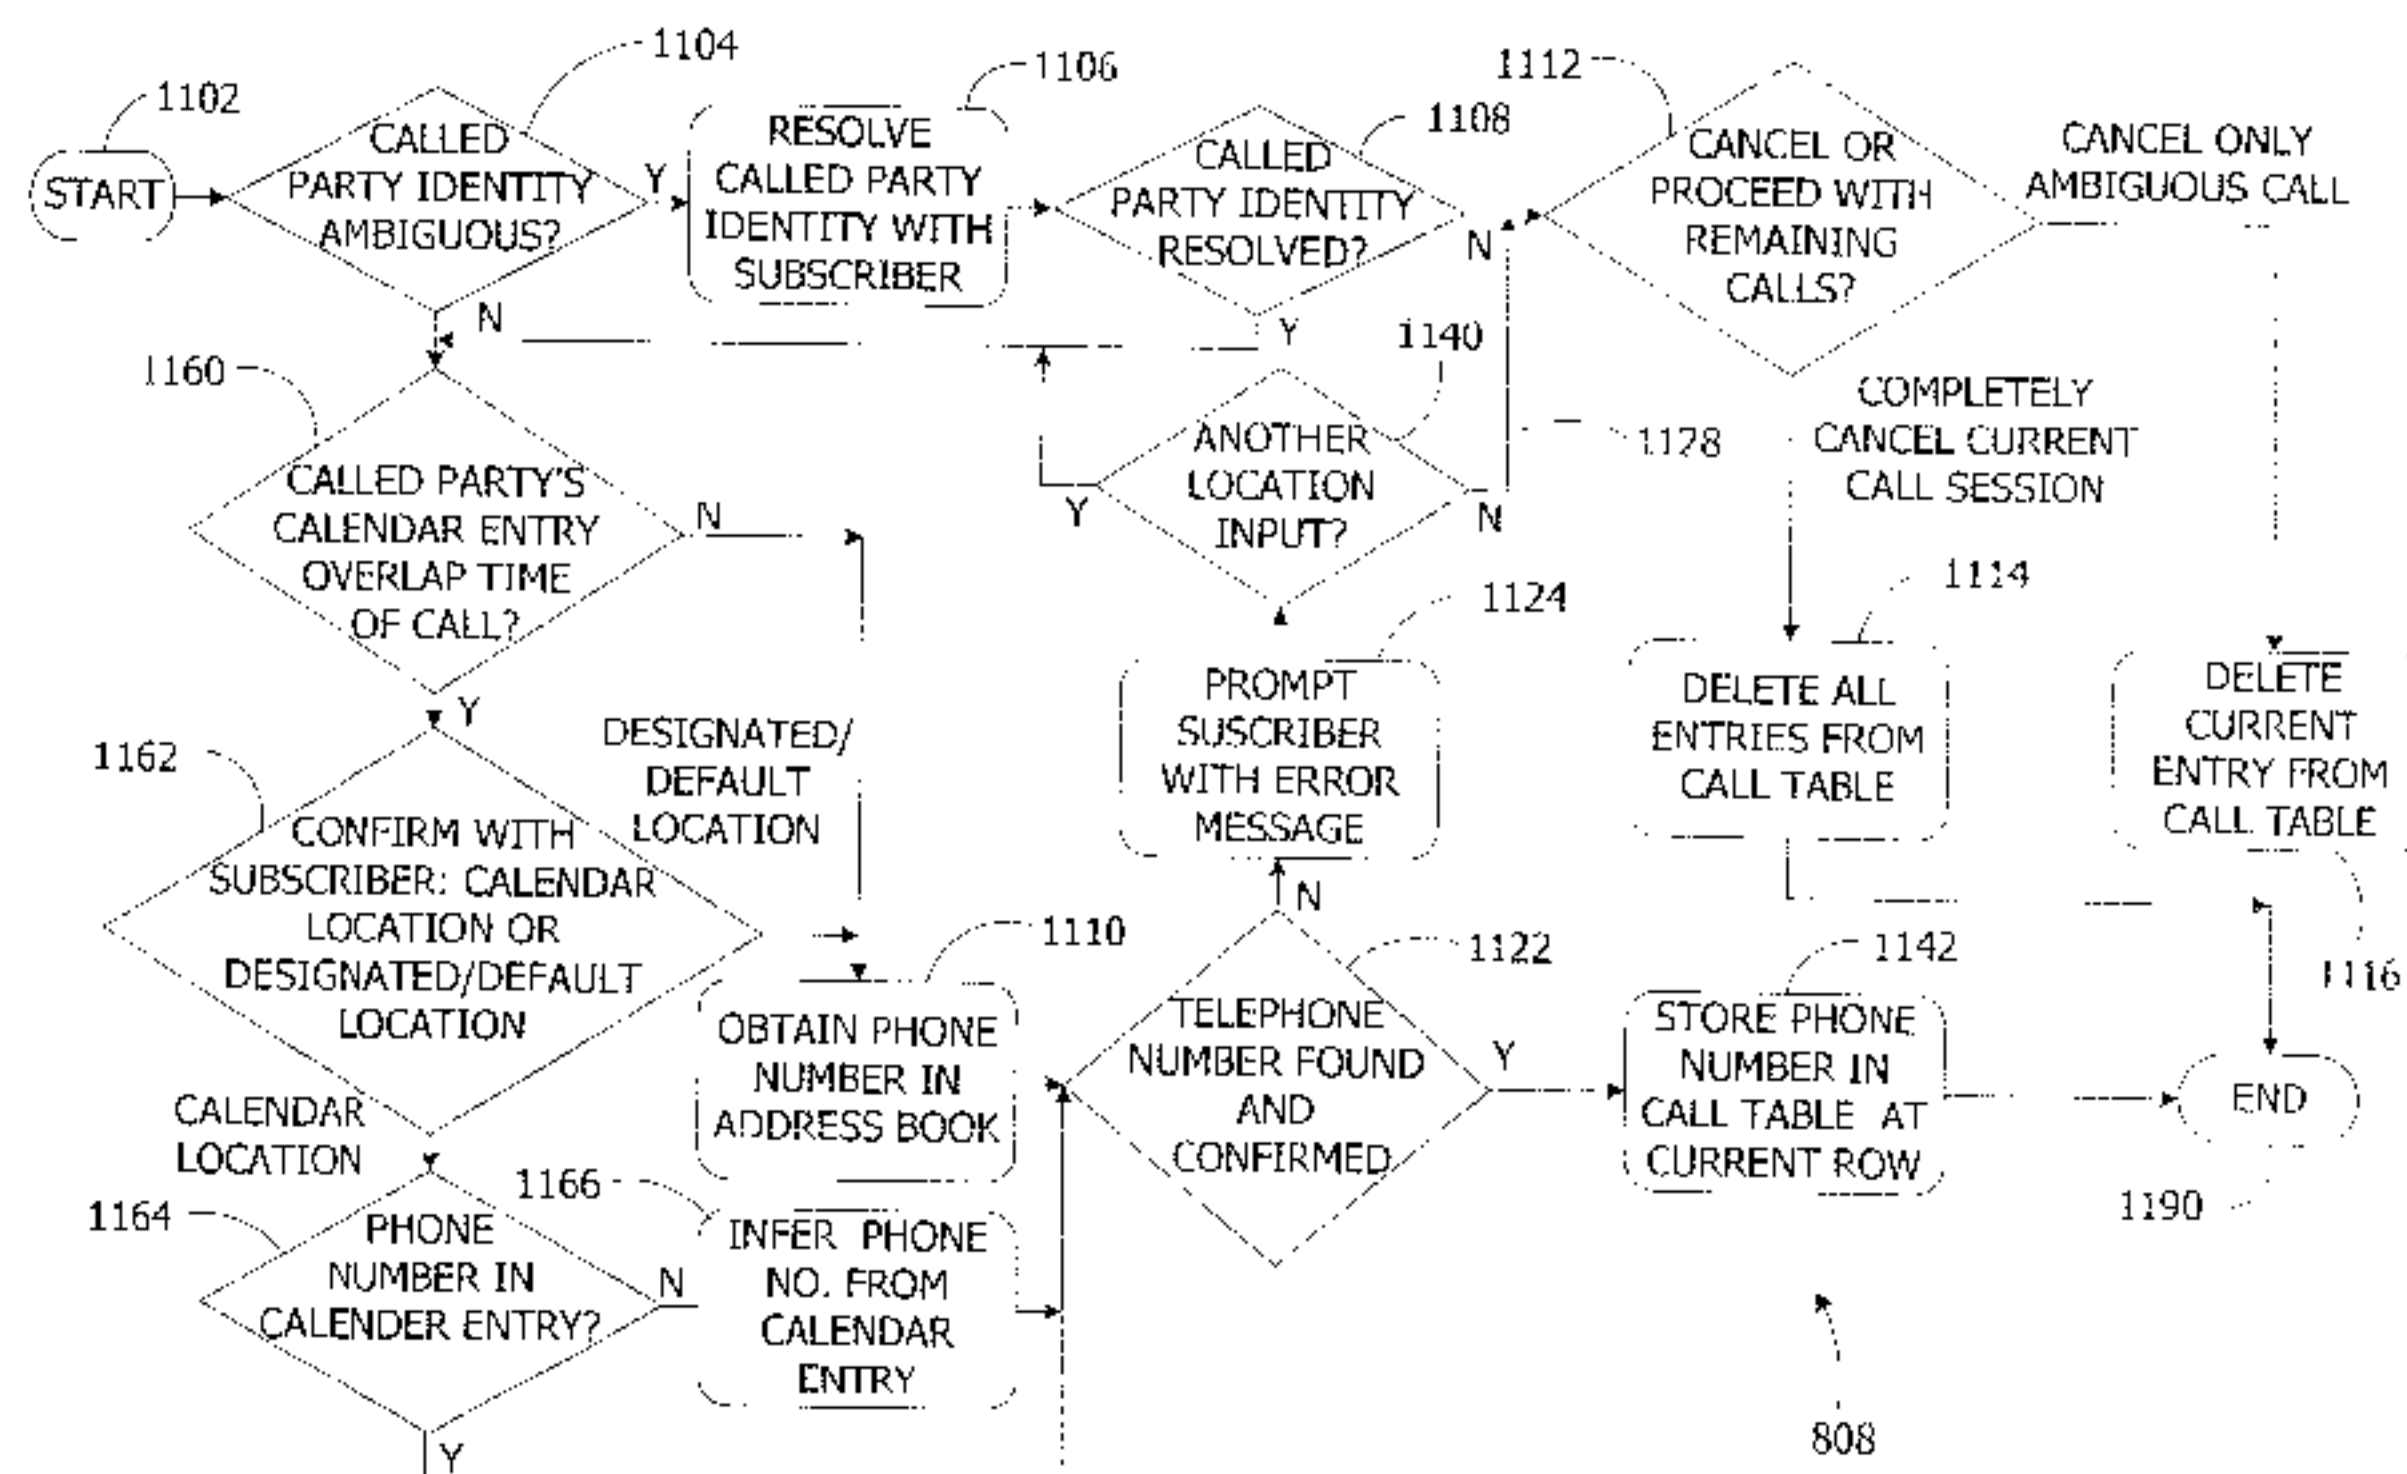 1102
START
1104
CALLED
PARTY IDENTITY
AMBIGUOUS?
Y
N
1106
RESOLVE
CALLED PARTY
IDENTITY WITH
SUBSCRIBER
1108
CALLED
PARTY IDENTITY
RESOLVED?
N
Y
1112
CANCEL OR
PROCEED WITH
REMAINING
CALLS?
CANCEL ONLY
AMBIGUOUS CALL
COMPLETELY
CANCEL CURRENT
CALL SESSION
1160
CALLED PARTY'S
CALENDAR ENTRY
OVERLAP TIME
OF CALL?
N
Y
1140
ANOTHER
LOCATION
INPUT?
Y
N
1128
1124
PROMPT
SUSCRIBER
WITH ERROR
MESSAGE
1114
DELETE ALL
ENTRIES FROM
CALL TABLE
DELETE
CURRENT
ENTRY FROM
CALL TABLE
1116
1162
CONFIRM WITH
SUBSCRIBER: CALENDAR
LOCATION OR
DESIGNATED/DEFAULT
LOCATION
DESIGNATED/
DEFAULT
LOCATION
CALENDAR
LOCATION
1110
OBTAIN PHONE
NUMBER IN
ADDRESS BOOK
N
1122
TELEPHONE
NUMBER FOUND
AND
CONFIRMED
Y
1142
STORE PHONE
NUMBER IN
CALL TABLE AT
CURRENT ROW
END
1190
1164
PHONE
NUMBER IN
CALENDER ENTRY?
N
Y
1166
INFER PHONE
NO. FROM
CALENDAR
ENTRY
808